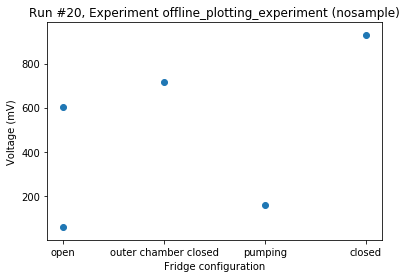 Run #20, Experiment offline_plotting_experiment (nosample)
Voltage (mV)
800
600
400
200
open outer chamber closed pumping closed
Fridge configuration